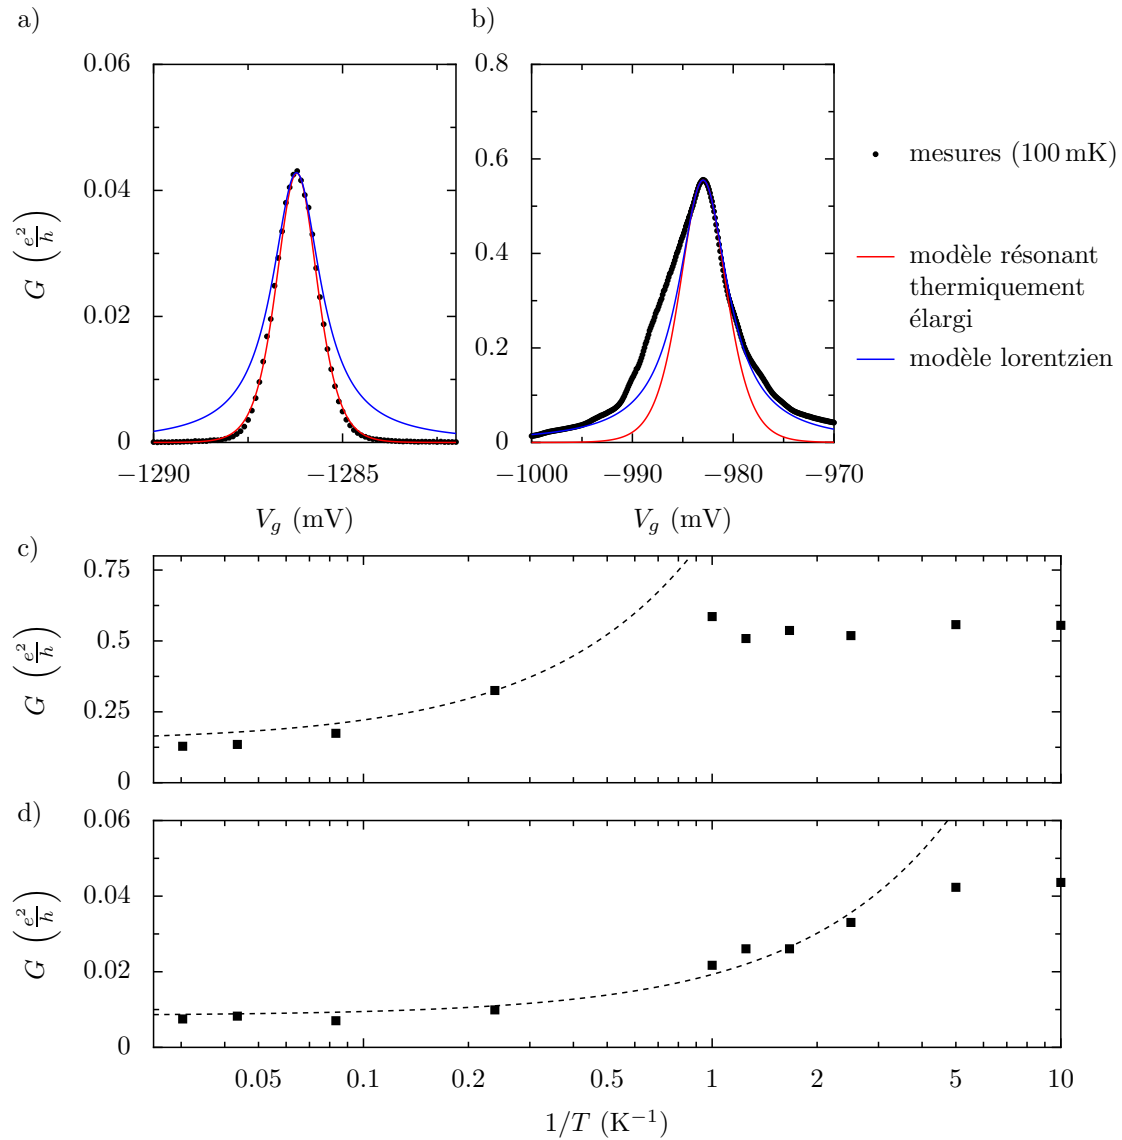 a)
b)
0.06
0.04
0.02
0
G (e²/h)
−1290
−1285
V_g (mV)
0.8
0.6
0.4
0.2
0
−1000
−990
−980
−970
V_g (mV)
mesures (100 mK)
modèle résonant
thermiquement
élargi
modèle lorentzien
c)
0.75
0.5
0.25
0
G (e²/h)
d)
0.06
0.04
0.02
0
G (e²/h)
0.05
0.1
0.2
0.5
1
2
5
10
1/T (K⁻¹)